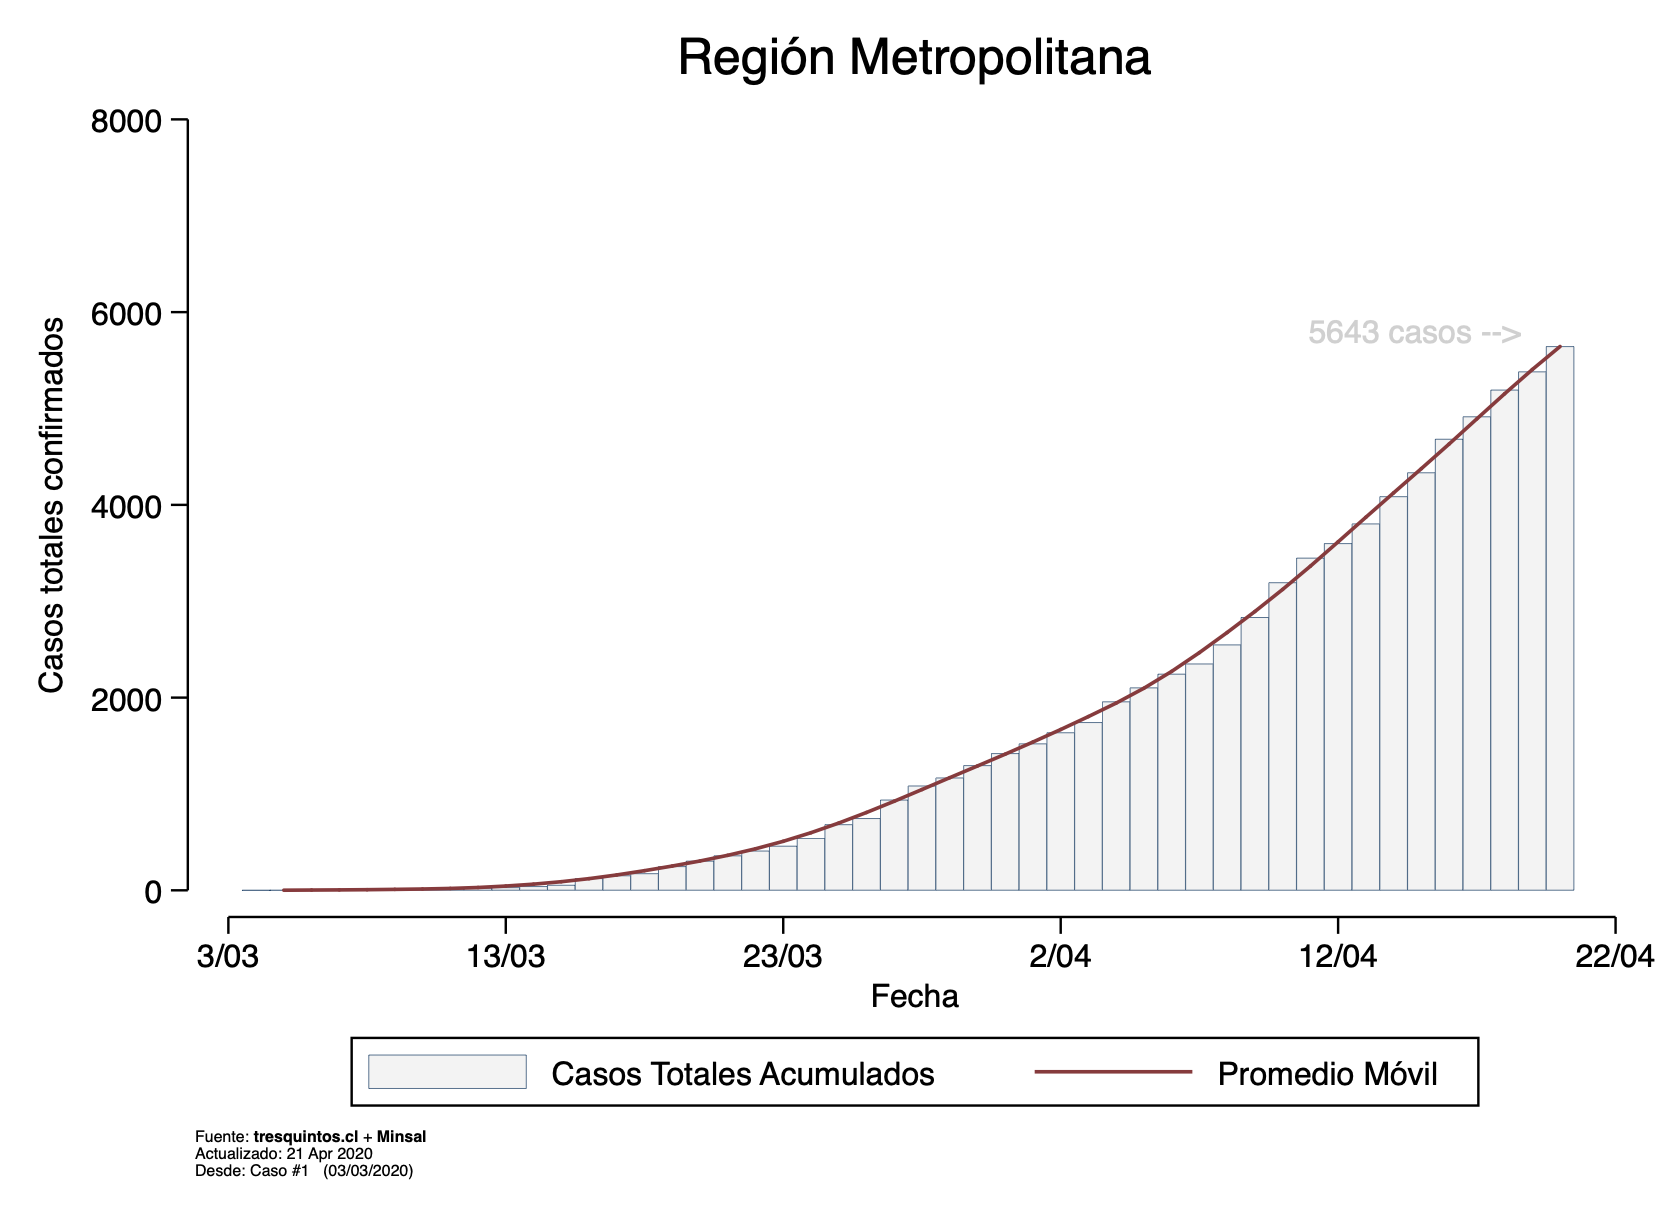 Región Metropolitana
8000
6000
4000
2000
0
Casos totales confirmados
5643 casos -->
3/03 13/03 23/03 2/04 12/04 22/04
Fecha
Casos Totales Acumulados Promedio Móvil
Fuente: tresquintos.cl + Minsal
Actualizado: 21 Apr 2020
Desde: Caso #1 (03/03/2020)